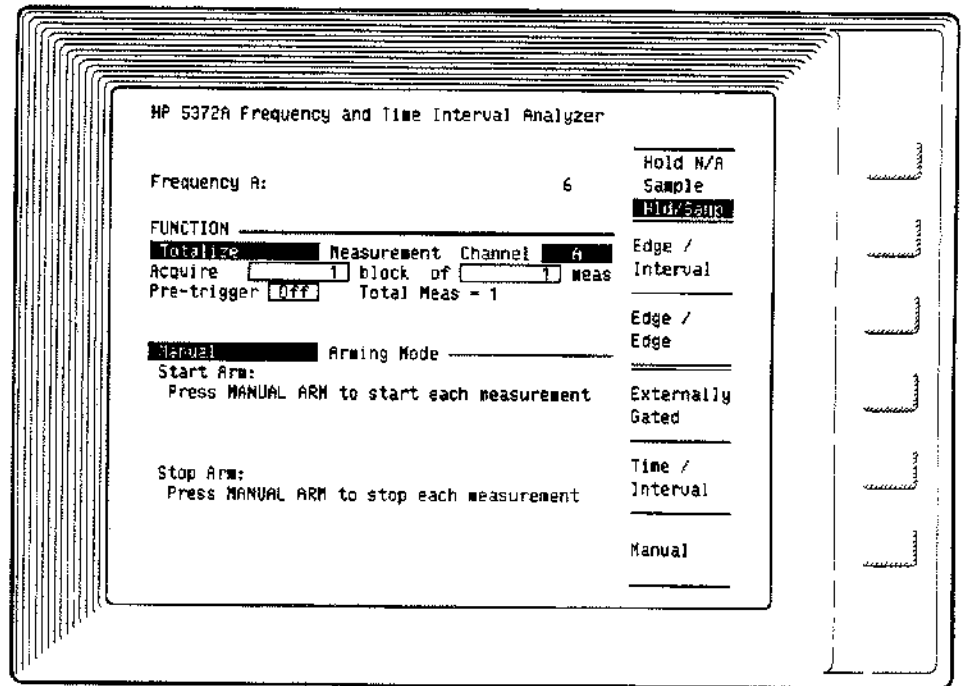 HP 5372A Frequency and Time Interval Analyzer
Frequency A: 6
FUNCTION
Totalize Measurement Channel A
Acquire 1 block of 1 meas
Pre-trigger Off Total Meas = 1
Manual Arming Mode
Start Arm:
Press MANUAL ARM to start each measurement
Stop Arm:
Press MANUAL ARM to stop each measurement
Hold N/A
Sample
Hld/Samp
Edge /
Interval
Edge /
Edge
Externally
Gated
Time /
Interval
Manual